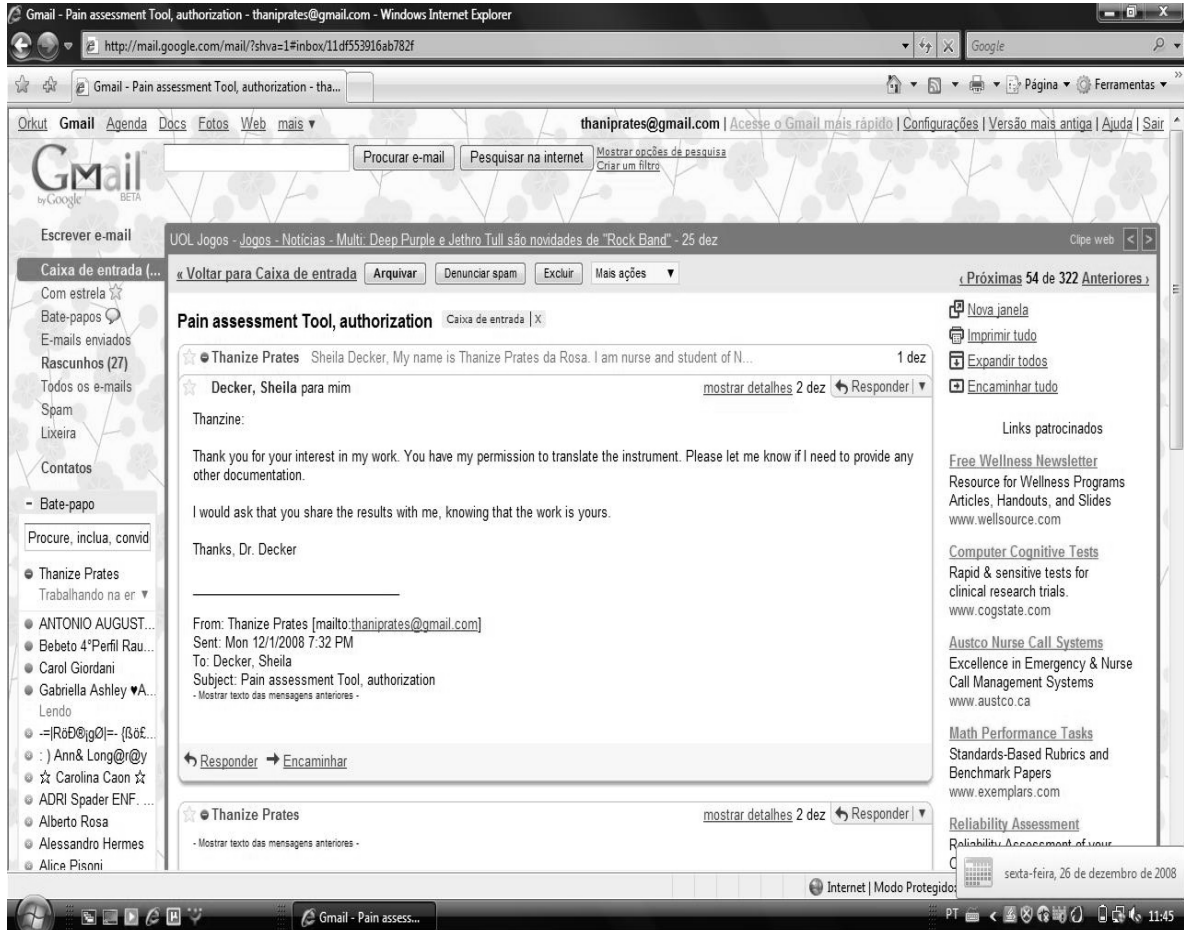 Gmail - Pain assessment Tool, authorization - thaniprates@gmail.com - Windows Internet Explorer
http://mail.google.com/mail/?shva=1#inbox/11df553916ab782f
Google
Gmail - Pain assessment Tool, authorization - tha...
Página
Ferramentas
Orkut Gmail Agenda Docs Fotos Web mais
thaniprates@gmail.com | Acesse o Gmail mais rápido | Configurações | Versão mais antiga | Ajuda | Sair
Gmail
by Google BETA
Procurar e-mail
Pesquisar na internet
Mostrar opções de pesquisa
Criar um filtro
Escrever e-mail
Caixa de entrada (...
Com estrela
Bate-papos
E-mails enviados
Rascunhos (27)
Todos os e-mails
Spam
Lixeira
Contatos
- Bate-papo
Procure, inclua, convid
Thanize Prates
Trabalhando na er
ANTONIO AUGUST...
Bebeto 4°Perfil Rau...
Carol Giordani
Gabriella Ashley ♥A...
Lendo
: ) Ann& Long@r@y
☆ Carolina Caon ☆
ADRI Spader ENF. ...
Alberto Rosa
Alessandro Hermes
Alice Pisoni
UOL Jogos - Jogos - Notícias - Multi: Deep Purple e Jethro Tull são novidades de "Rock Band" - 25 dez
Clipe web < >
« Voltar para Caixa de entrada Arquivar Denunciar spam Excluir Mais ações
‹ Próximas 54 de 322 Anteriores ›
Pain assessment Tool, authorization Caixa de entrada | X
Thanize Prates Sheila Decker, My name is Thanize Prates da Rosa. I am nurse and student of N... 1 dez
Decker, Sheila para mim mostrar detalhes 2 dez Responder
Thanzine:
Thank you for your interest in my work. You have my permission to translate the instrument. Please let me know if I need to provide any
other documentation.
I would ask that you share the results with me, knowing that the work is yours.
Thanks, Dr. Decker
From: Thanize Prates [mailto:thaniprates@gmail.com]
Sent: Mon 12/1/2008 7:32 PM
To: Decker, Sheila
Subject: Pain assessment Tool, authorization
- Mostrar texto das mensagens anteriores -
Responder Encaminhar
Thanize Prates mostrar detalhes 2 dez Responder
- Mostrar texto das mensagens anteriores -
Nova janela
Imprimir tudo
Expandir todos
Encaminhar tudo
Links patrocinados
Free Wellness Newsletter
Resource for Wellness Programs
Articles, Handouts, and Slides
www.wellsource.com
Computer Cognitive Tests
Rapid & sensitive tests for
clinical research trials.
www.cogstate.com
Austco Nurse Call Systems
Excellence in Emergency & Nurse
Call Management Systems
www.austco.ca
Math Performance Tasks
Standards-Based Rubrics and
Benchmark Papers
www.exemplars.com
Reliability Assessment
Reliability Assessment of your
sexta-feira, 26 de dezembro de 2008
Internet | Modo Protegido:
Gmail - Pain assess...
PT
11:45